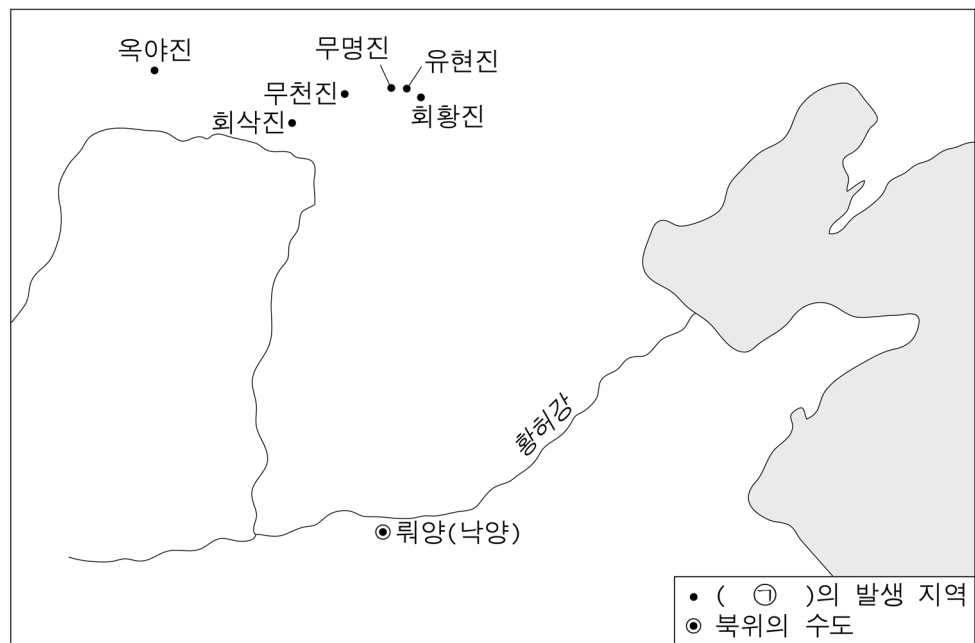 옥야진
무명진
유현진
무천진
회황진
회삭진
황허강
뤄양(낙양)
• ( ㉠ )의 발생 지역
◉ 북위의 수도